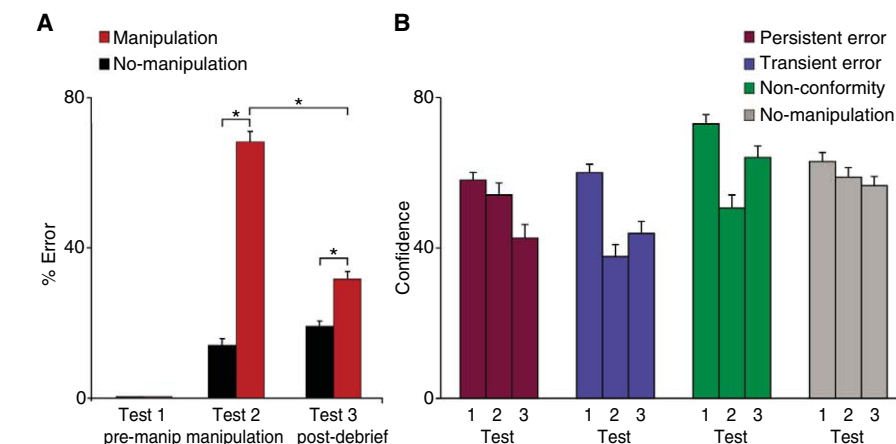 A
Manipulation
No-manipulation
80
40
0
% Error
*
*
*
Test 1
Test 2
Test 3
pre-manip manipulation post-debrief
B
Persistent error
Transient error
Non-conformity
No-manipulation
80
40
0
Confidence
1 2 3
1 2 3
1 2 3
1 2 3
Test
Test
Test
Test